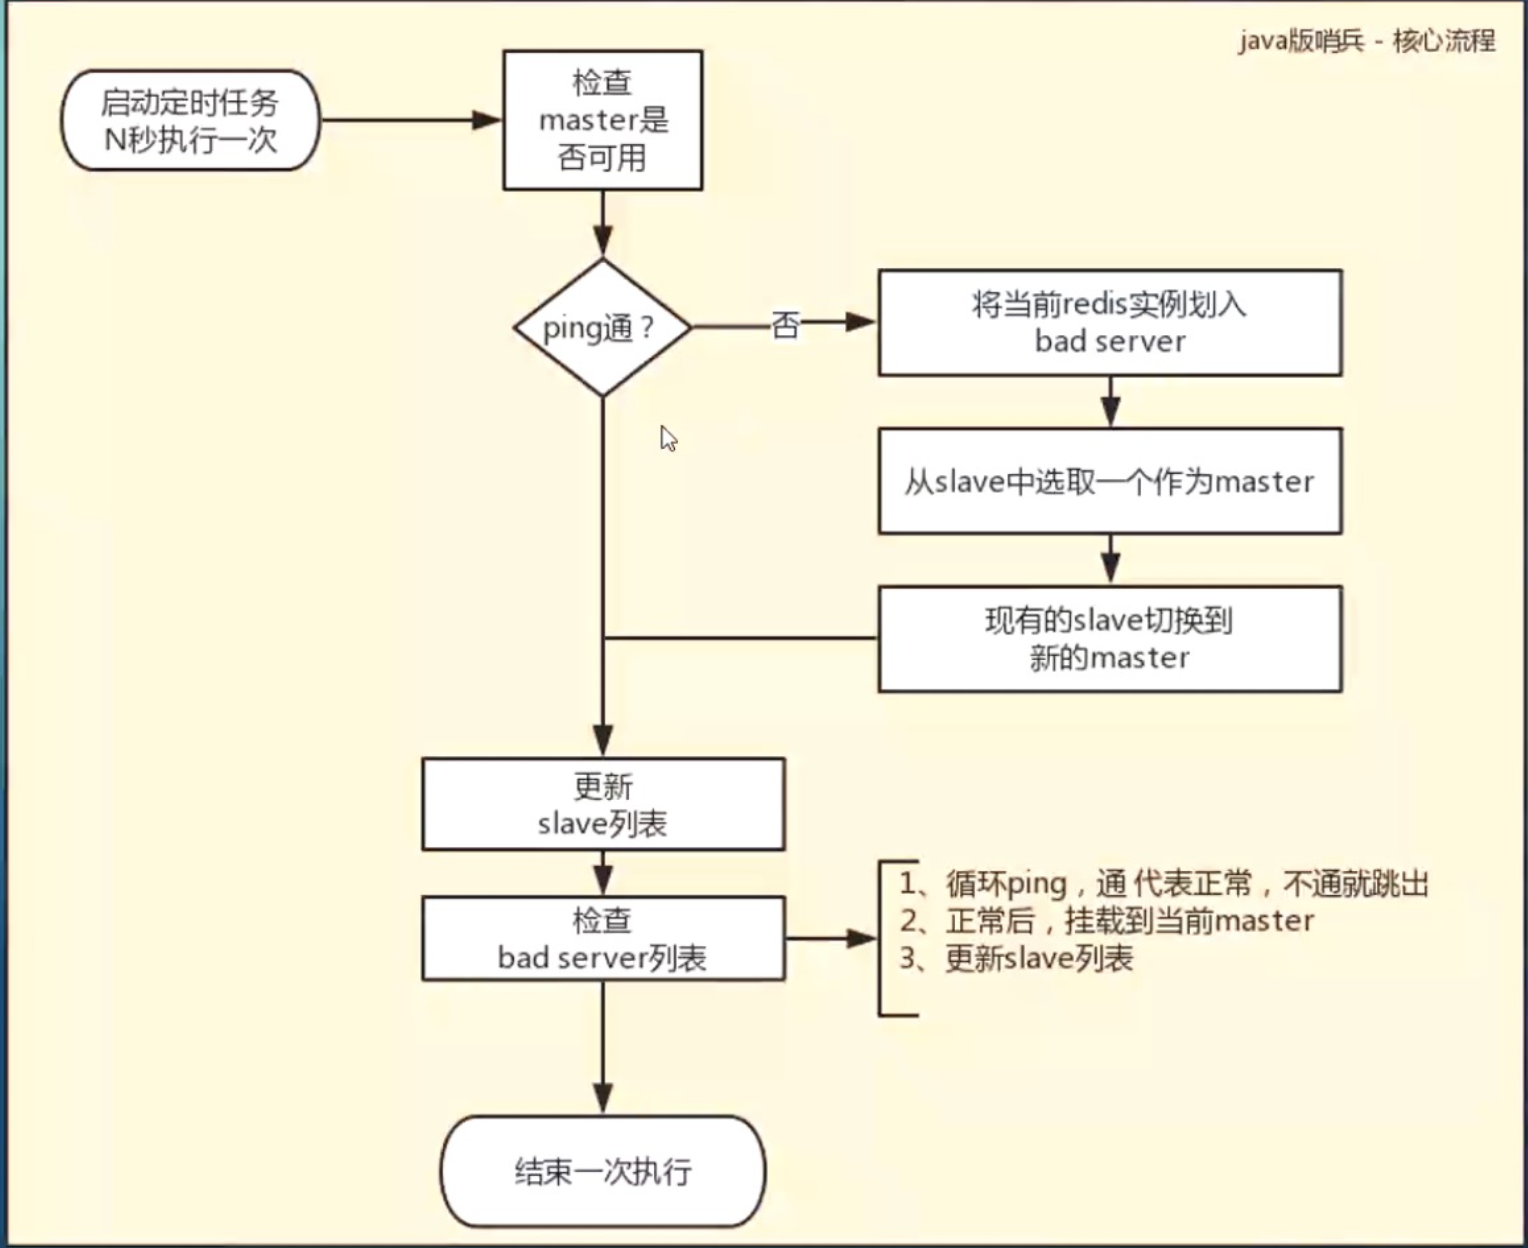 java版哨兵 - 核心流程
启动定时任务
N秒执行一次
检查
master是
否可用
ping通？
否
将当前redis实例划入
bad server
从slave中选取一个作为master
现有的slave切换到
新的master
更新
slave列表
检查
bad server列表
1、循环ping，通 代表正常，不通就跳出
2、正常后，挂载到当前master
3、更新slave列表
结束一次执行